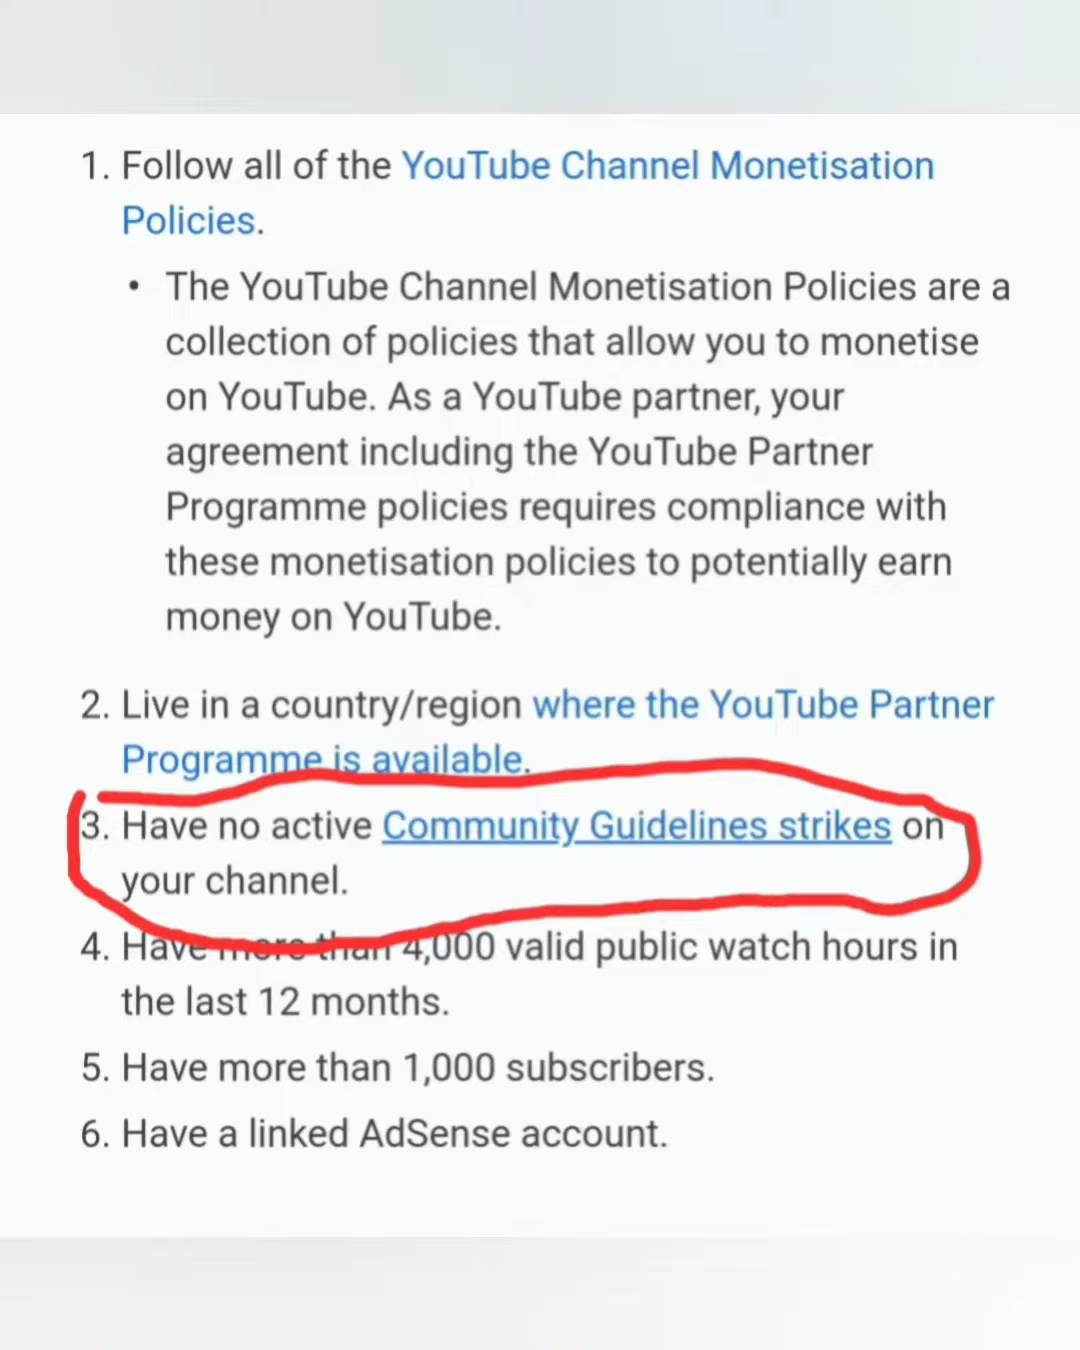 1. Follow all of the YouTube Channel Monetisation
Policies.
• The YouTube Channel Monetisation Policies are a
collection of policies that allow you to monetise
on YouTube. As a YouTube partner, your
agreement including the YouTube Partner
Programme policies requires compliance with
these monetisation policies to potentially earn
money on YouTube.
2. Live in a country/region where the YouTube Partner
Programme is available.
3. Have no active Community Guidelines strikes on
your channel.
4. Have more than 4,000 valid public watch hours in
the last 12 months.
5. Have more than 1,000 subscribers.
6. Have a linked AdSense account.